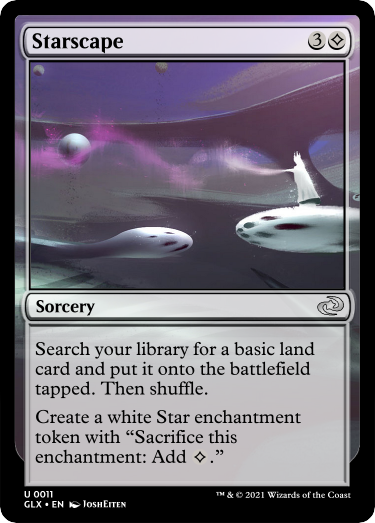 Starscape 3
Sorcery
Search your library for a basic land
card and put it onto the battlefield
tapped. Then shuffle.
Create a white Star enchantment
token with “Sacrifice this
enchantment: Add .”
U 0011
GLX • EN JoshEiten
™ & © 2021 Wizards of the Coast